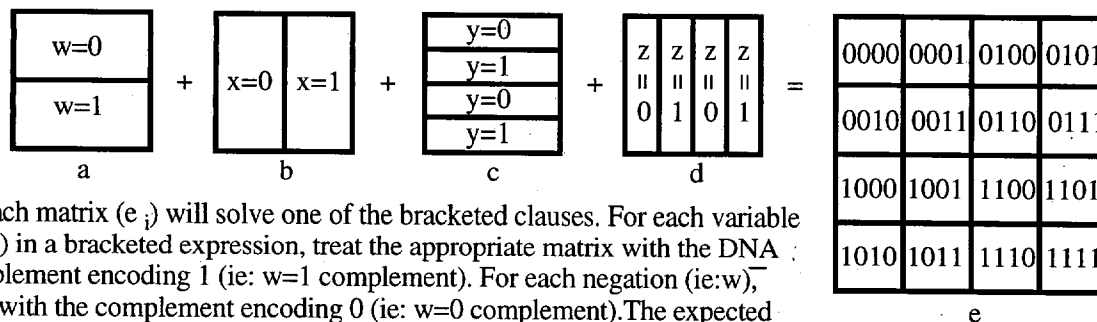 w=0
w=1
+
x=0 x=1
+
y=0
y=1
y=0
y=1
+
z=0 z=1 z=0 z=1
=
0000 0001 0100 0101
0010 0011 0110 0111
1000 1001 1100 1101
1010 1011 1110 1111
a b c d
e
ach matrix (e i) will solve one of the bracketed clauses. For each variable
) in a bracketed expression, treat the appropriate matrix with the DNA
plement encoding 1 (ie: w=1 complement). For each negation (ie:w̅),
with the complement encoding 0 (ie: w=0 complement).The expected